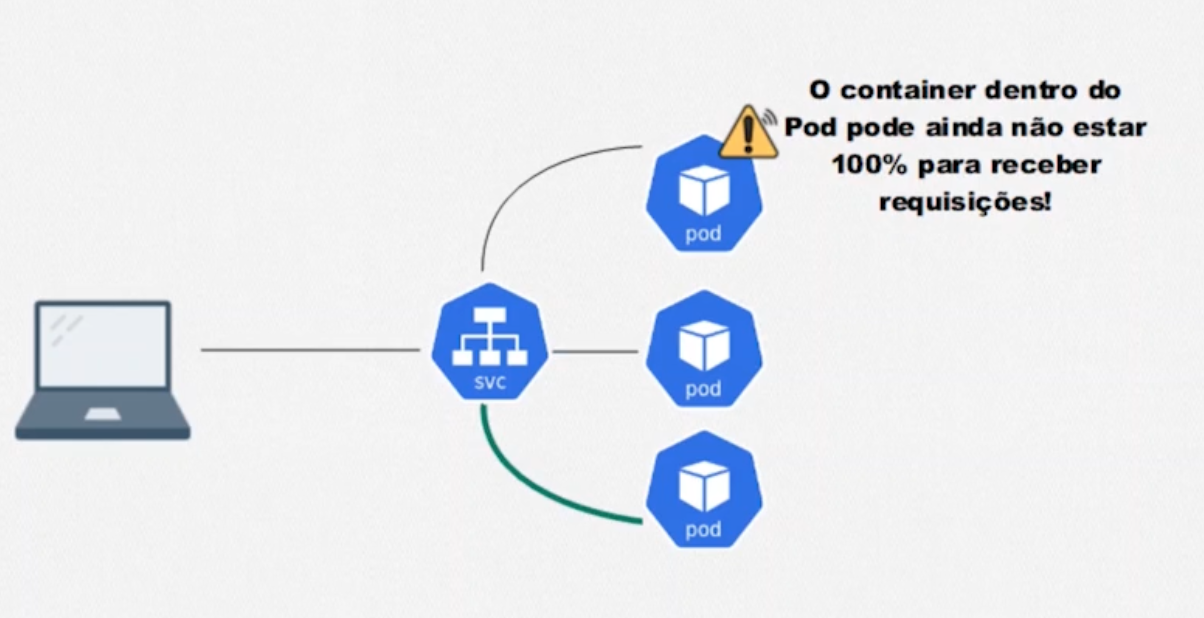 O container dentro do
Pod pode ainda não estar
100% para receber
requisições!
pod
svc
pod
pod